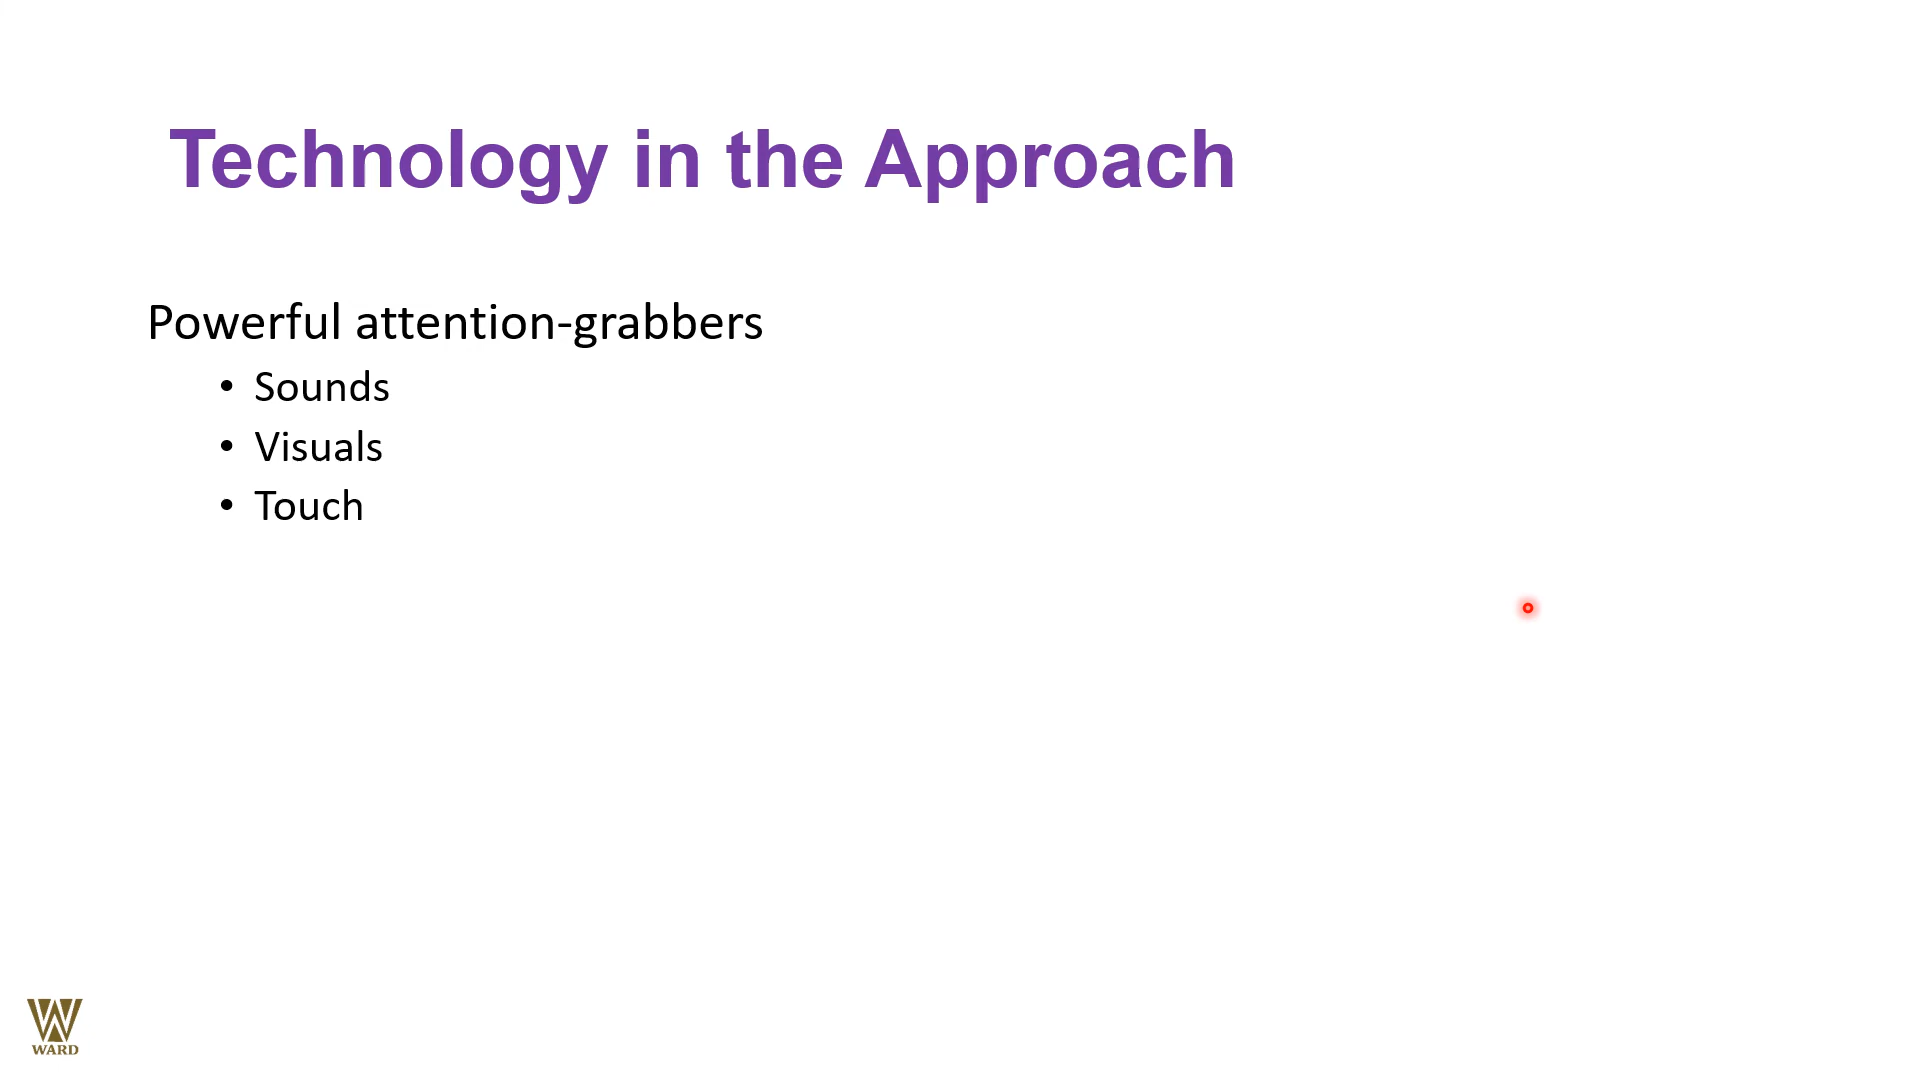 Technology in the Approach
Powerful attention-grabbers
• Sounds
• Visuals
• Touch
WARD